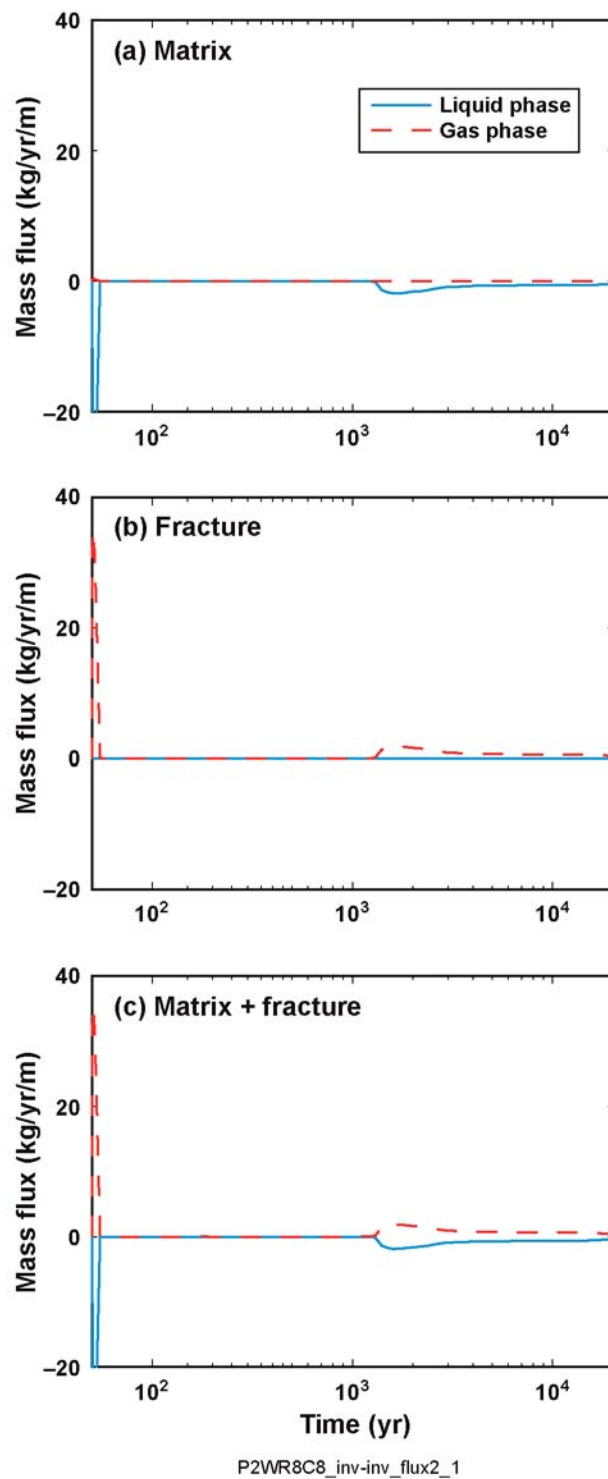 40
(a) Matrix
Liquid phase
Gas phase
20
Mass flux (kg/yr/m)
0
–20
10²
10³
10⁴
40
(b) Fracture
20
Mass flux (kg/yr/m)
0
–20
10²
10³
10⁴
40
(c) Matrix + fracture
20
Mass flux (kg/yr/m)
0
–20
10²
10³
10⁴
Time (yr)
P2WR8C8_inv-inv_flux2_1